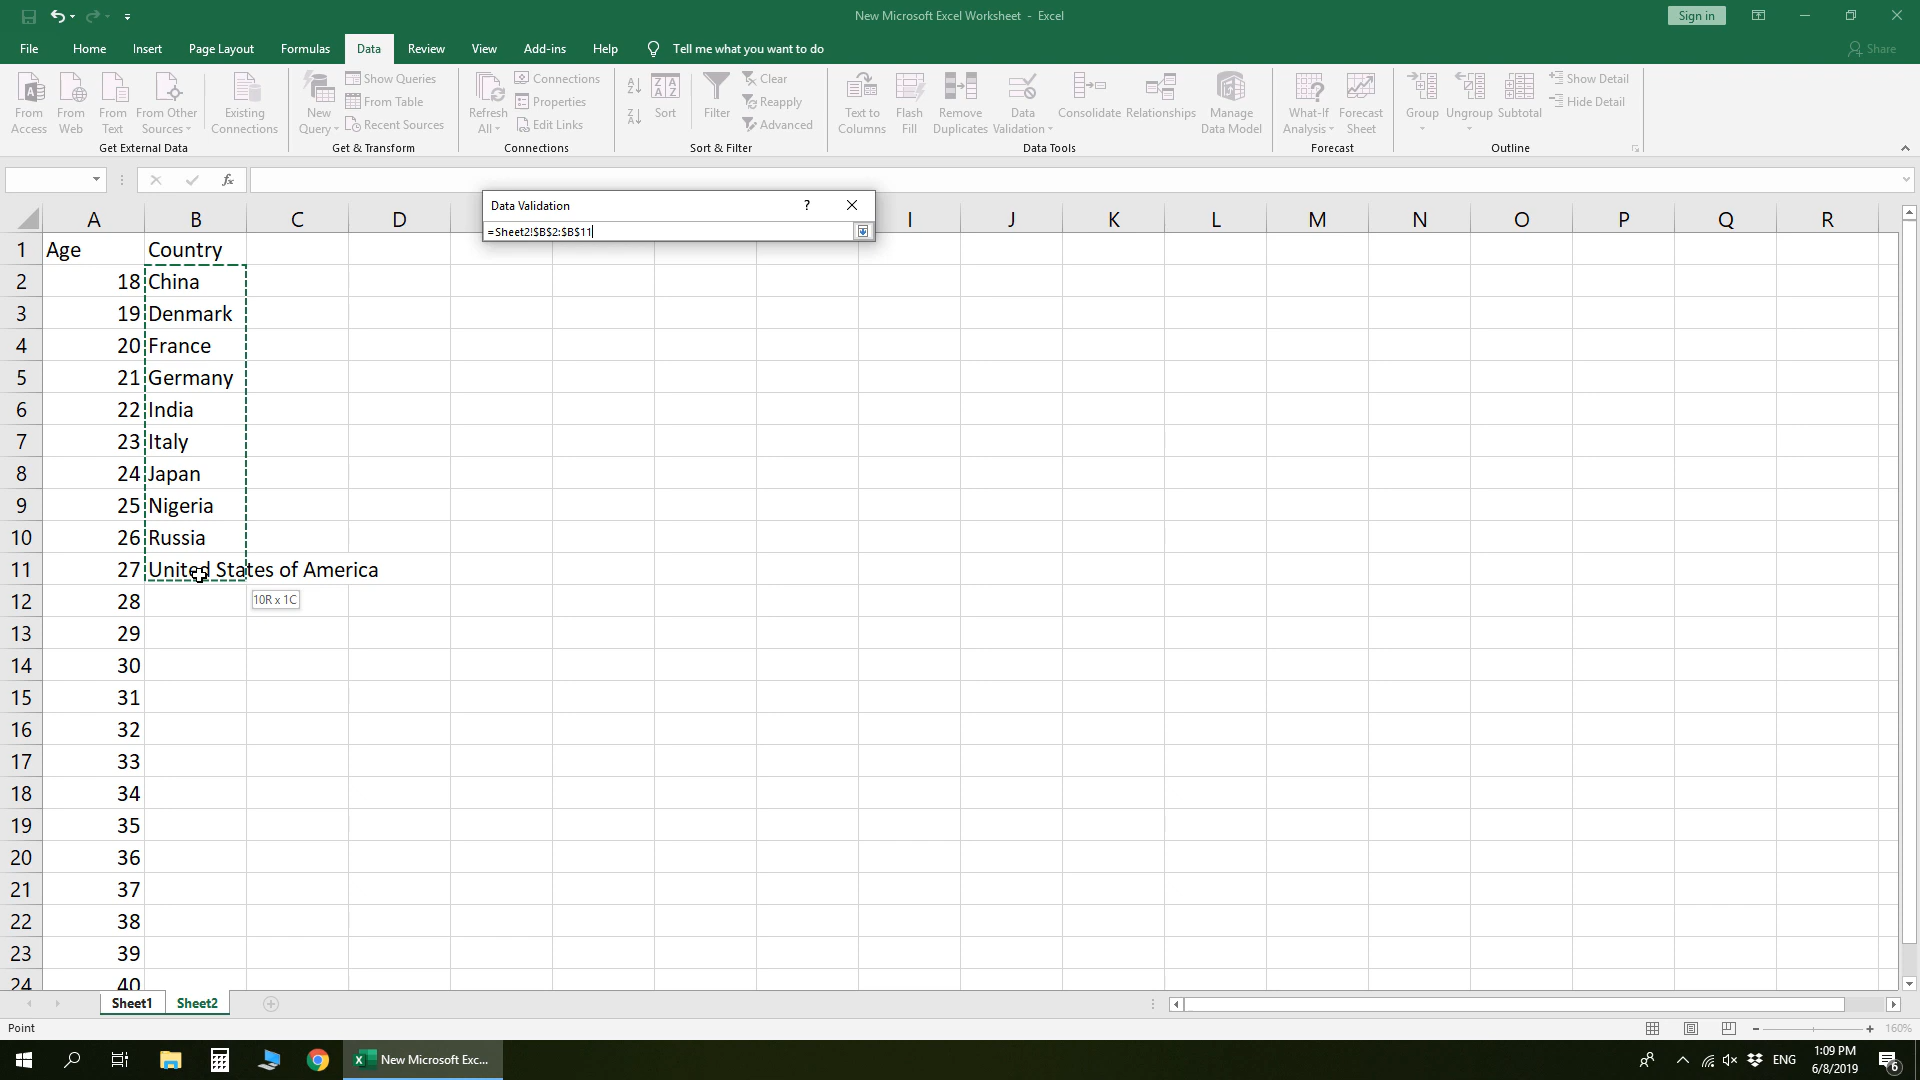 New Microsoft Excel Worksheet - Excel
Sign in
File Home Insert Page Layout Formulas Data Review View Add-ins Help Tell me what you want to do Share
From Access
From Web
From Text
From Other Sources
Existing Connections
Get External Data
New Query
Show Queries
From Table
Recent Sources
Get & Transform
Refresh All
Connections
Properties
Edit Links
Connections
Sort
Filter
Clear
Reapply
Advanced
Sort & Filter
Text to Columns
Flash Fill
Remove Duplicates
Data Validation
Consolidate
Relationships
Manage Data Model
Data Tools
What-If Analysis
Forecast Sheet
Forecast
Group
Ungroup
Subtotal
Show Detail
Hide Detail
Outline
fx
Data Validation ?
=Sheet2!$B$2:$B$11
A B C D I J K L M N O P Q R
1 Age Country
2 18 China
3 19 Denmark
4 20 France
5 21 Germany
6 22 India
7 23 Italy
8 24 Japan
9 25 Nigeria
10 26 Russia
11 27 United States of America
12 28 10R x 1C
13 29
14 30
15 31
16 32
17 33
18 34
19 35
20 36
21 37
22 38
23 39
24 40
Sheet1 Sheet2
Point 160%
New Microsoft Exc... ENG 1:09 PM
6/8/2019 6